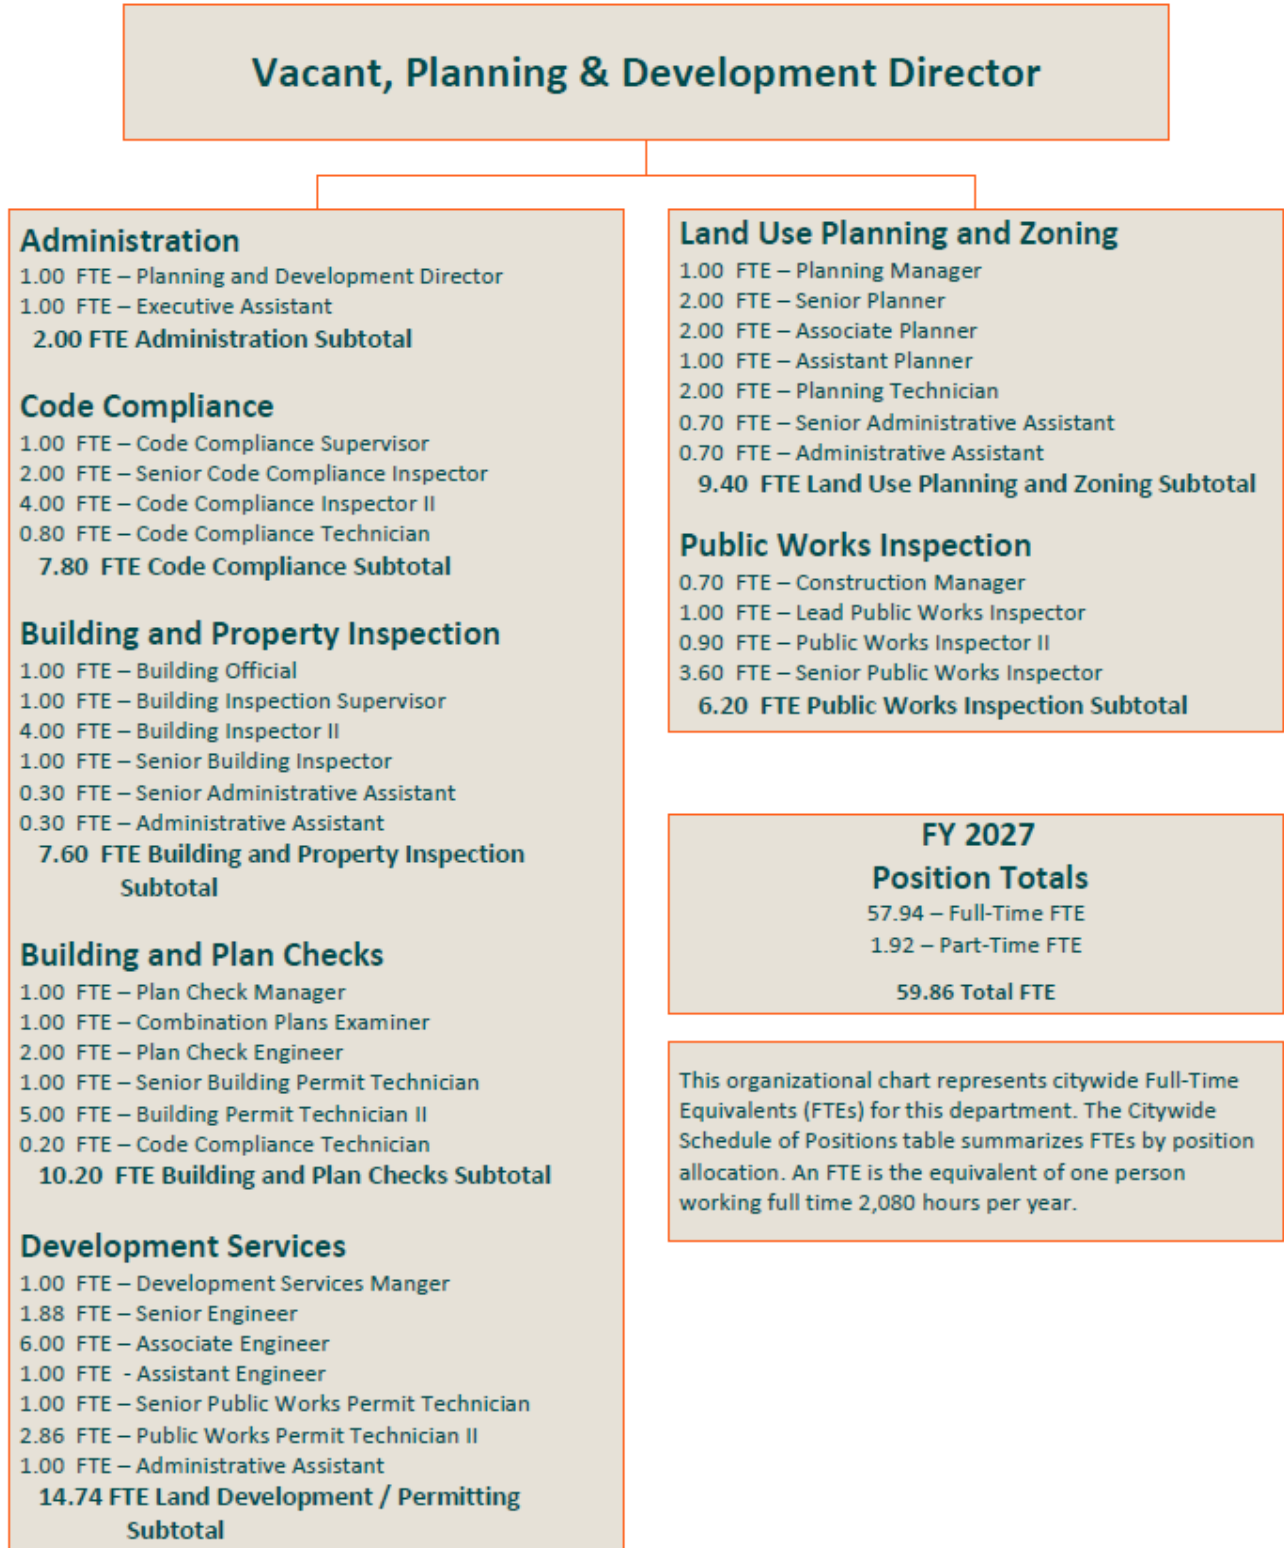 Vacant, Planning & Development Director
Administration
1.00 FTE – Planning and Development Director
1.00 FTE – Executive Assistant
2.00 FTE Administration Subtotal
Code Compliance
1.00 FTE – Code Compliance Supervisor
2.00 FTE – Senior Code Compliance Inspector
4.00 FTE – Code Compliance Inspector II
0.80 FTE – Code Compliance Technician
7.80 FTE Code Compliance Subtotal
Building and Property Inspection
1.00 FTE – Building Official
1.00 FTE – Building Inspection Supervisor
4.00 FTE – Building Inspector II
1.00 FTE – Senior Building Inspector
0.30 FTE – Senior Administrative Assistant
0.30 FTE – Administrative Assistant
7.60 FTE Building and Property Inspection
Subtotal
Building and Plan Checks
1.00 FTE – Plan Check Manager
1.00 FTE – Combination Plans Examiner
2.00 FTE – Plan Check Engineer
1.00 FTE – Senior Building Permit Technician
5.00 FTE – Building Permit Technician II
0.20 FTE – Code Compliance Technician
10.20 FTE Building and Plan Checks Subtotal
Development Services
1.00 FTE – Development Services Manger
1.88 FTE – Senior Engineer
6.00 FTE – Associate Engineer
1.00 FTE - Assistant Engineer
1.00 FTE – Senior Public Works Permit Technician
2.86 FTE – Public Works Permit Technician II
1.00 FTE – Administrative Assistant
14.74 FTE Land Development / Permitting
Subtotal
Land Use Planning and Zoning
1.00 FTE – Planning Manager
2.00 FTE – Senior Planner
2.00 FTE – Associate Planner
1.00 FTE – Assistant Planner
2.00 FTE – Planning Technician
0.70 FTE – Senior Administrative Assistant
0.70 FTE – Administrative Assistant
9.40 FTE Land Use Planning and Zoning Subtotal
Public Works Inspection
0.70 FTE – Construction Manager
1.00 FTE – Lead Public Works Inspector
0.90 FTE – Public Works Inspector II
3.60 FTE – Senior Public Works Inspector
6.20 FTE Public Works Inspection Subtotal
FY 2027
Position Totals
57.94 – Full-Time FTE
1.92 – Part-Time FTE
59.86 Total FTE
This organizational chart represents citywide Full-Time
Equivalents (FTEs) for this department. The Citywide
Schedule of Positions table summarizes FTEs by position
allocation. An FTE is the equivalent of one person
working full time 2,080 hours per year.